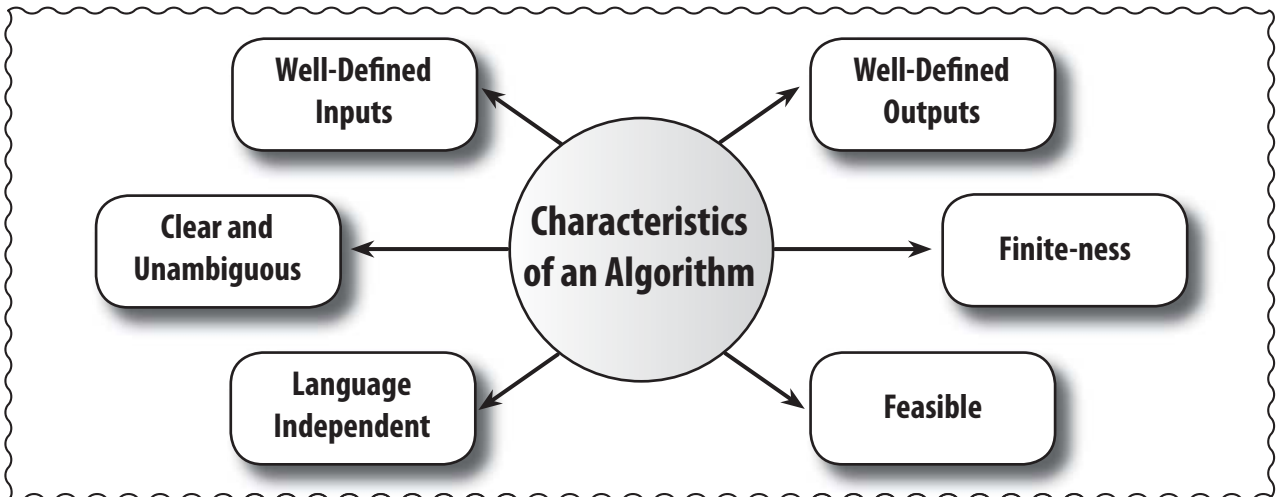 Well-Defined
Inputs
Well-Defined
Outputs
Clear and
Unambiguous
Characteristics
of an Algorithm
Finite-ness
Language
Independent
Feasible